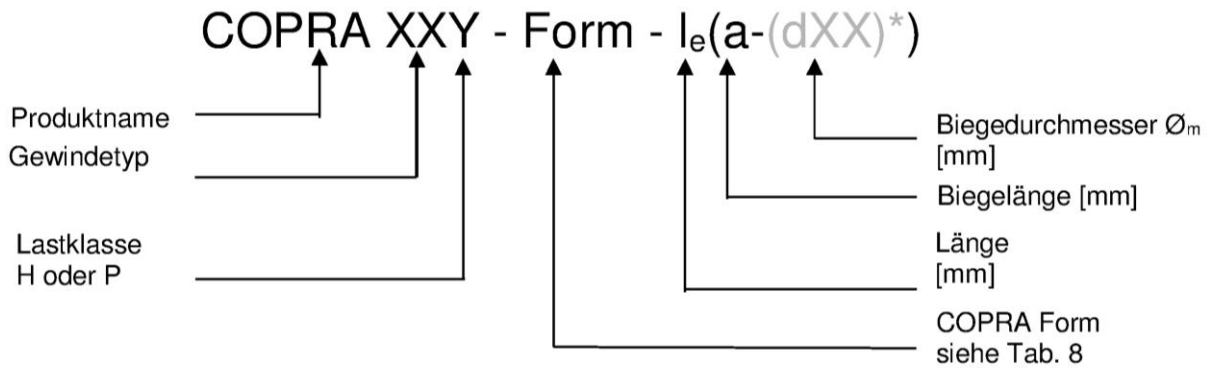 COPRA XXY - Form - le(a-(dXX)*)
Produktname
Gewindetyp
Lastklasse
H oder P
Biegedurchmesser Øm
[mm]
Biegelänge [mm]
Länge
[mm]
COPRA Form
siehe Tab. 8